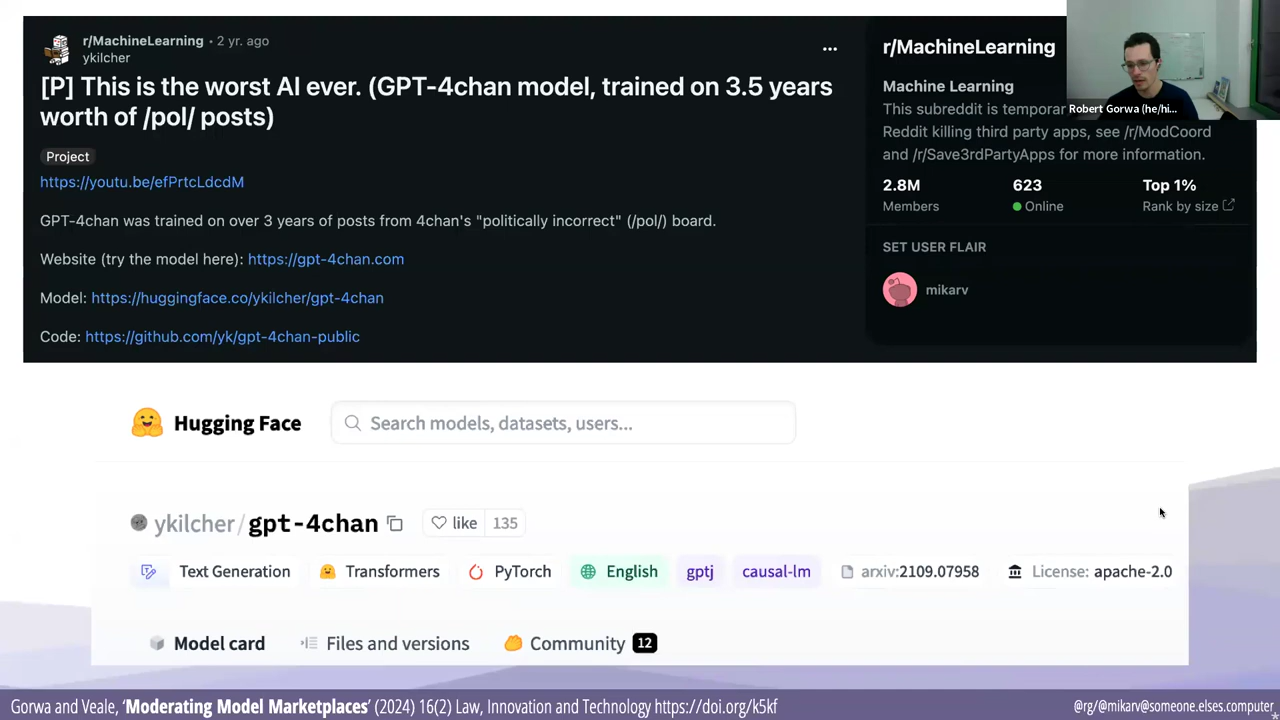 r/MachineLearning • 2 yr. ago
ykilcher
[P] This is the worst AI ever. (GPT-4chan model, trained on 3.5 years
worth of /pol/ posts)
Project
https://youtu.be/efPrtcLdcdM
GPT-4chan was trained on over 3 years of posts from 4chan's "politically incorrect" (/pol/) board.
Website (try the model here): https://gpt-4chan.com
Model: https://huggingface.co/ykilcher/gpt-4chan
Code: https://github.com/yk/gpt-4chan-public
r/MachineLearning
Machine Learning
This subreddit is temporar
Reddit killing third party apps, see /r/ModCoord
and /r/Save3rdPartyApps for more information.
2.8M 623 Top 1%
Members Online Rank by size
SET USER FLAIR
mikarv
Robert Gorwa (he/hi...
Hugging Face
Search models, datasets, users...
ykilcher/gpt-4chan like 135
Text Generation Transformers PyTorch English gptj causal-lm arxiv:2109.07958 License: apache-2.0
Model card Files and versions Community 12
Gorwa and Veale, 'Moderating Model Marketplaces' (2024) 16(2) Law, Innovation and Technology https://doi.org/k5kf
@rg/@mikarv@someone.elses.computer